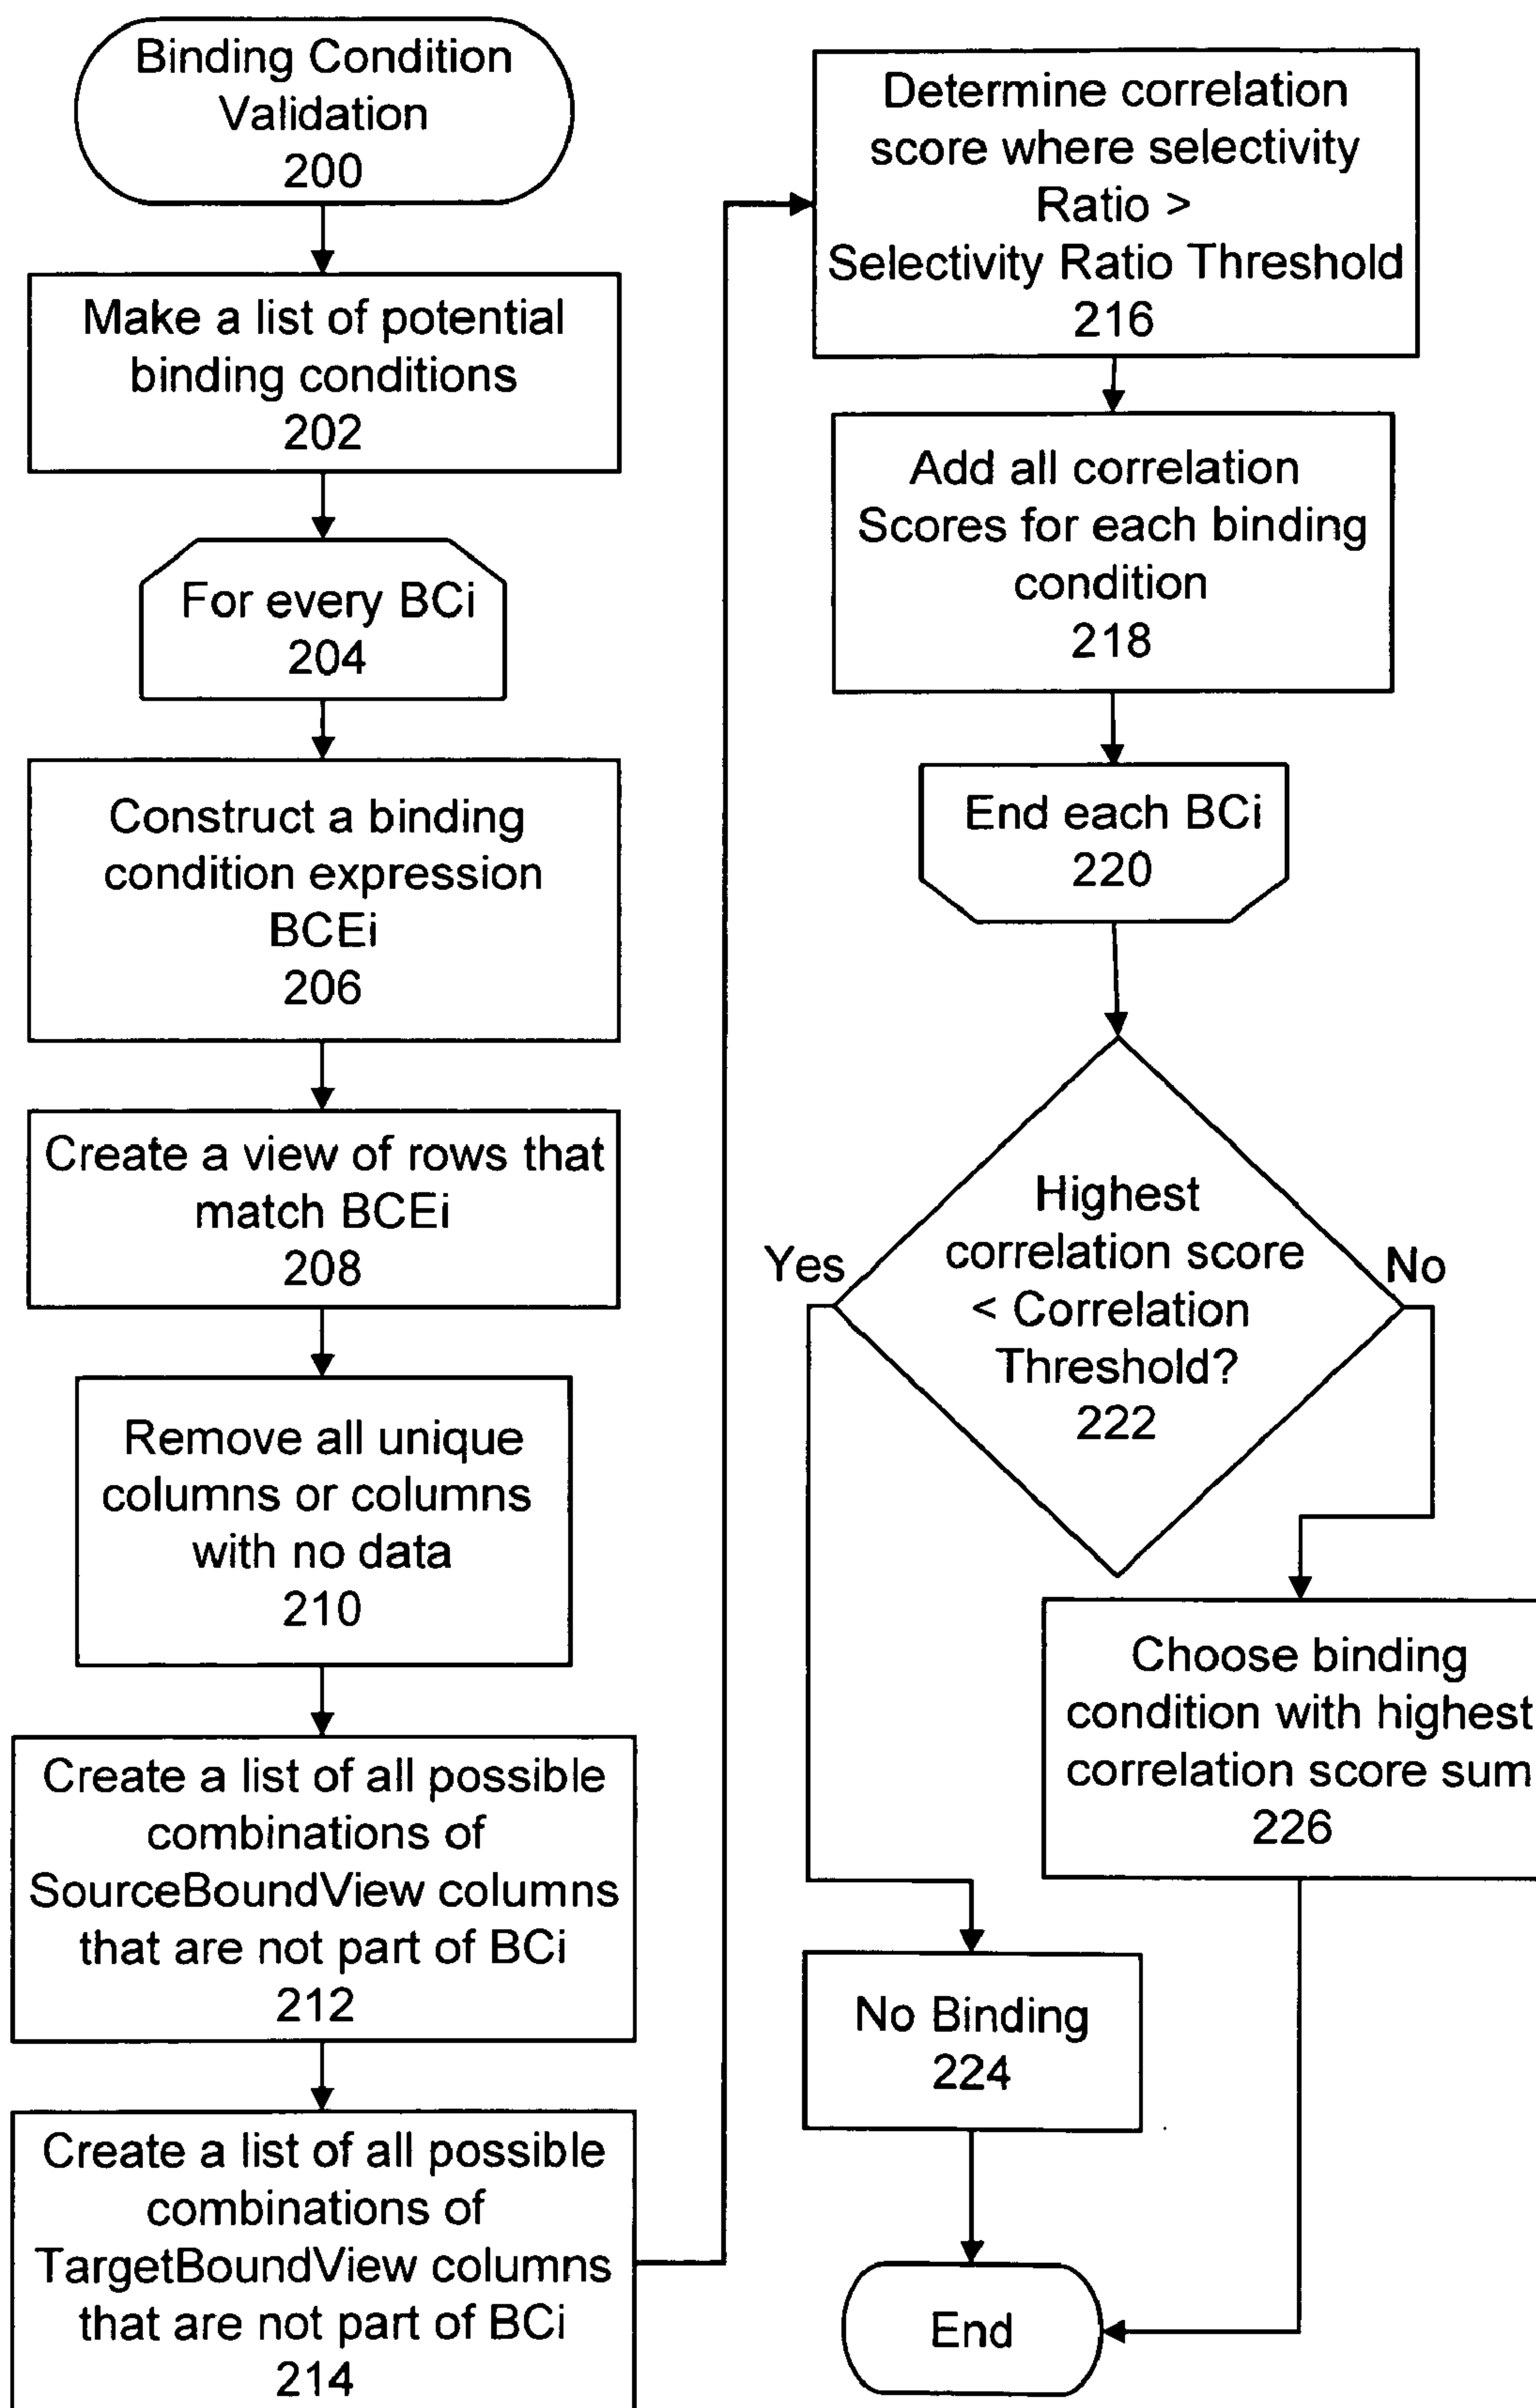 Binding Condition
Validation
200
Make a list of potential
binding conditions
202
For every BCi
204
Construct a binding
condition expression
BCEi
206
Create a view of rows that
match BCEi
208
Remove all unique
columns or columns
with no data
210
Create a list of all possible
combinations of
SourceBoundView columns
that are not part of BCi
212
Create a list of all possible
combinations of
TargetBoundView columns
that are not part of BCi
214
Determine correlation
score where selectivity
Ratio >
Selectivity Ratio Threshold
216
Add all correlation
Scores for each binding
condition
218
End each BCi
220
Highest
correlation score
< Correlation
Threshold?
222
Yes
No
Choose binding
condition with highest
correlation score sum
226
No Binding
224
End